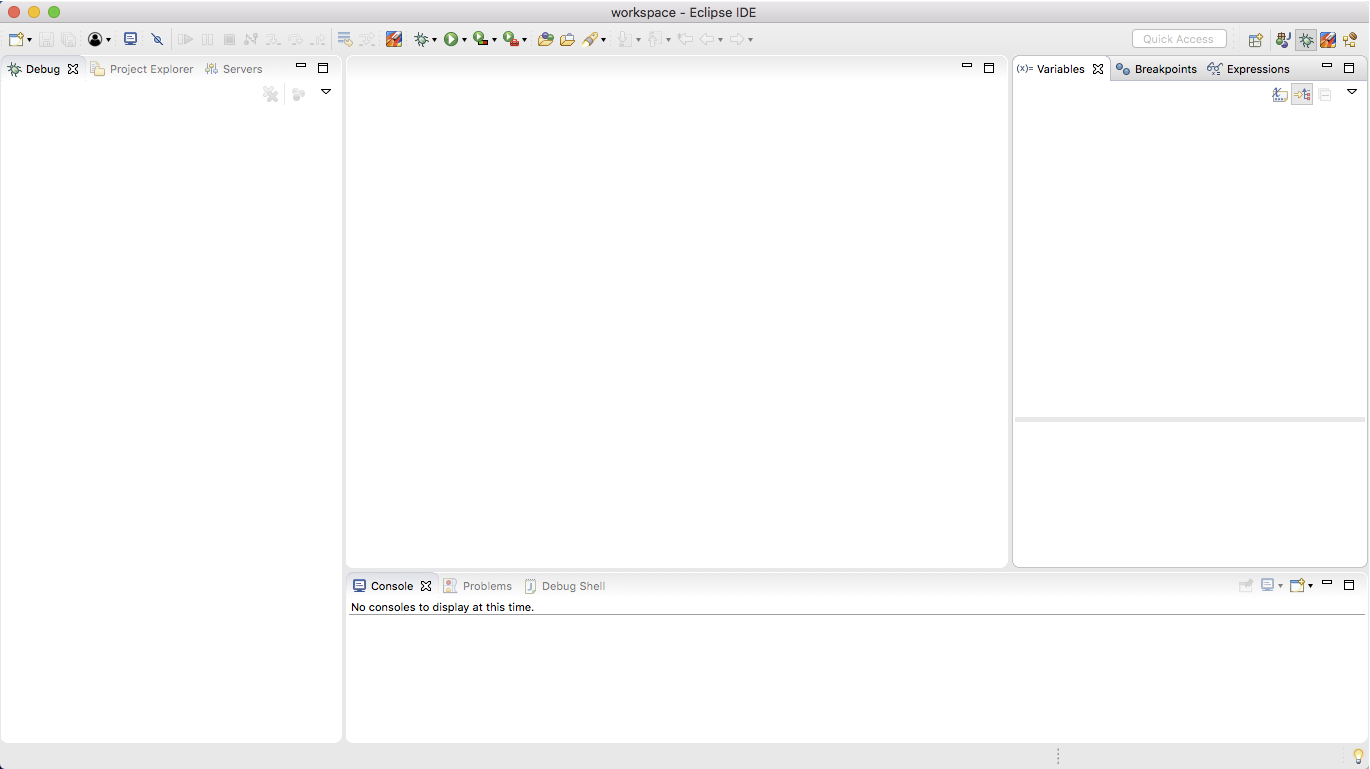 workspace - Eclipse IDE
Quick Access
Debug Project Explorer Servers
(x)= Variables Breakpoints Expressions
Console Problems Debug Shell
No consoles to display at this time.